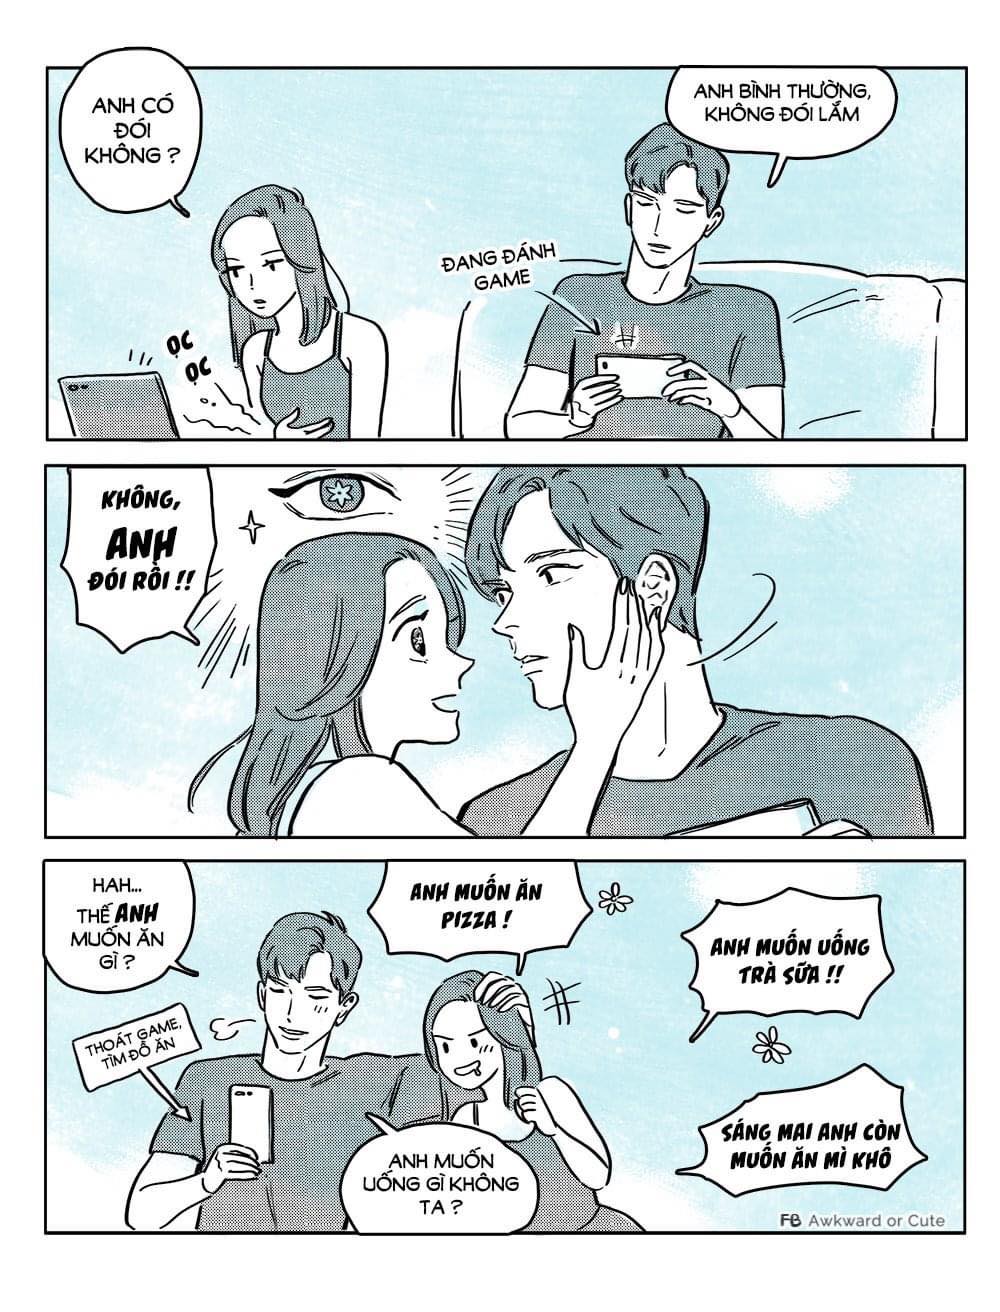 ANH CÓ
ĐÓI
KHÔNG ?
ANH BÌNH THƯỜNG,
KHÔNG ĐÓI LẮM
ĐANG ĐÁNH
GAME
ỌC
ỌC
KHÔNG,
ANH
ĐÓI RỒI !!
HAH...
THẾ ANH
MUỐN ĂN
GÌ ?
THOÁT GAME,
TÌM ĐỒ ĂN
ANH MUỐN ĂN
PIZZA !
ANH MUỐN
UỐNG GÌ KHÔNG
TA ?
ANH MUỐN UỐNG
TRÀ SỮA !!
SÁNG MAI ANH CÒN
MUỐN ĂN MÌ KHÔ
FB Awkward or Cute